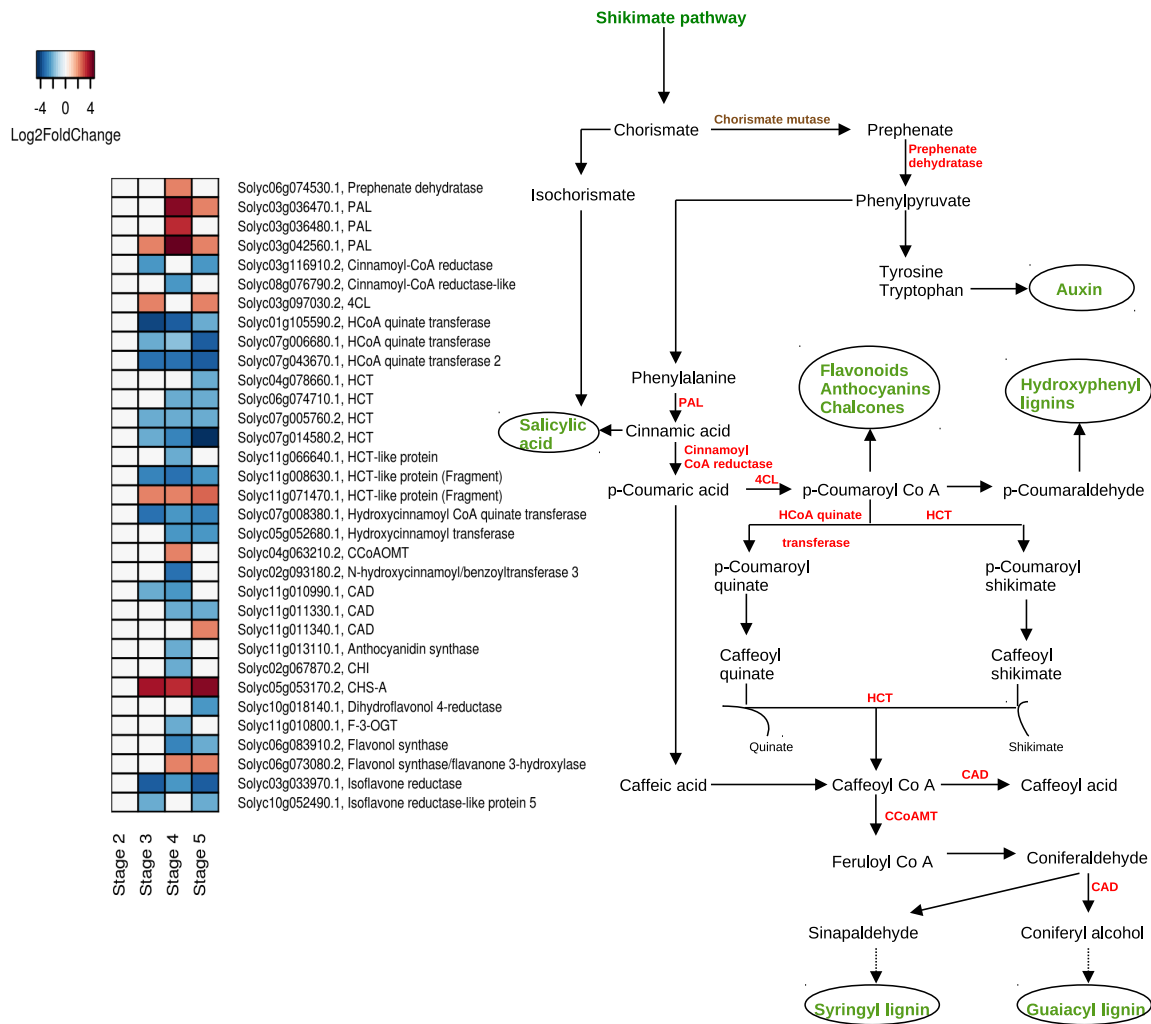 Shikimate pathway
-4 0 4
Log2FoldChange
Chorismate
Chorismate mutase
Prephenate
Prephenate
dehydratase
Isochorismate
Phenylpyruvate
Tyrosine
Tryptophan
Auxin
Solyc06g074530.1, Prephenate dehydratase
Solyc03g036470.1, PAL
Solyc03g036480.1, PAL
Solyc03g042560.1, PAL
Solyc03g116910.2, Cinnamoyl-CoA reductase
Solyc08g076790.2, Cinnamoyl-CoA reductase-like
Solyc03g097030.2, 4CL
Solyc01g105590.2, HCoA quinate transferase
Solyc07g006680.1, HCoA quinate transferase
Solyc07g043670.1, HCoA quinate transferase 2
Solyc04g078660.1, HCT
Solyc06g074710.1, HCT
Solyc07g005760.2, HCT
Solyc07g014580.2, HCT
Solyc11g066640.1, HCT-like protein
Solyc11g008630.1, HCT-like protein (Fragment)
Solyc11g071470.1, HCT-like protein (Fragment)
Solyc07g008380.1, Hydroxycinnamoyl CoA quinate transferase
Solyc05g052680.1, Hydroxycinnamoyl transferase
Solyc04g063210.2, CCoAOMT
Solyc02g093180.2, N-hydroxycinnamoyl/benzoyltransferase 3
Solyc11g010990.1, CAD
Solyc11g011330.1, CAD
Solyc11g011340.1, CAD
Solyc11g013110.1, Anthocyanidin synthase
Solyc02g067870.2, CHI
Solyc05g053170.2, CHS-A
Solyc10g018140.1, Dihydroflavonol 4-reductase
Solyc11g010800.1, F-3-OGT
Solyc06g083910.2, Flavonol synthase
Solyc06g073080.2, Flavonol synthase/flavanone 3-hydroxylase
Solyc03g033970.1, Isoflavone reductase
Solyc10g052490.1, Isoflavone reductase-like protein 5
Stage 2
Stage 3
Stage 4
Stage 5
Phenylalanine
PAL
Salicylic
acid
Cinnamic acid
Cinnamoyl
CoA reductase
Flavonoids
Anthocyanins
Chalcones
Hydroxyphenyl
lignins
p-Coumaric acid
4CL
p-Coumaroyl Co A
p-Coumaraldehyde
HCoA quinate
transferase
HCT
p-Coumaroyl
quinate
p-Coumaroyl
shikimate
Caffeoyl
quinate
Caffeoyl
shikimate
HCT
Quinate
Shikimate
Caffeic acid
Caffeoyl Co A
CAD
Caffeoyl acid
CCoAMT
Feruloyl Co A
Coniferaldehyde
CAD
Sinapaldehyde
Coniferyl alcohol
Syringyl lignin
Guaiacyl lignin